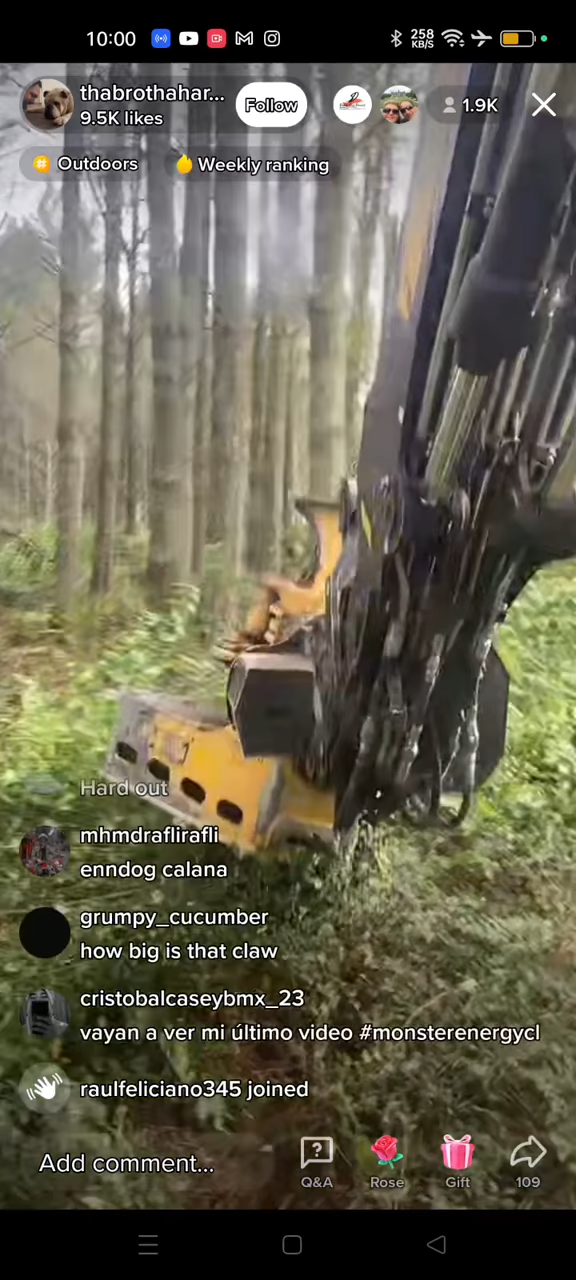 10:00
258
KB/S
thabrothahar...
9.5K likes
Follow
1.9K
Outdoors
Weekly ranking
Hard out
mhmdraflirafli
enndog calana
grumpy_cucumber
how big is that claw
cristobalcaseybmx_23
vayan a ver mi último video #monsterenergycl
raulfeliciano345 joined
Add comment...
Q&A
Rose
Gift
109